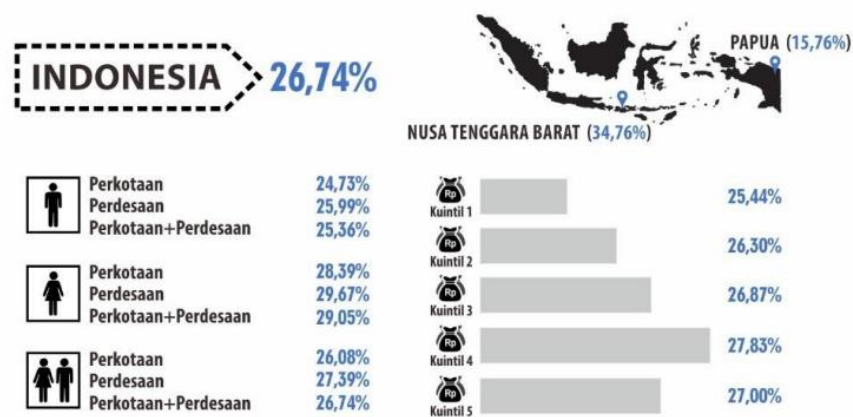 INDONESIA 26,74%
PAPUA (15,76%)
NUSA TENGGARA BARAT (34,76%)
Perkotaan 24,73%
Perdesaan 25,99%
Perkotaan+Perdesaan 25,36%
Perkotaan 28,39%
Perdesaan 29,67%
Perkotaan+Perdesaan 29,05%
Perkotaan 26,08%
Perdesaan 27,39%
Perkotaan+Perdesaan 26,74%
Rp
Kuintil 1 25,44%
Rp
Kuintil 2 26,30%
Rp
Kuintil 3 26,87%
Rp
Kuintil 4 27,83%
Rp
Kuintil 5 27,00%